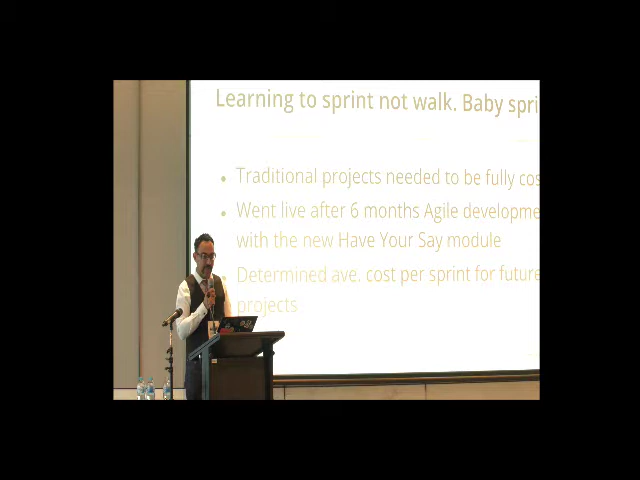 Learning to sprint not walk. Baby spri
Traditional projects needed to be fully cos
Went live after 6 months Agile developme
with the new Have Your Say module
Determined ave. cost per sprint for future
projects